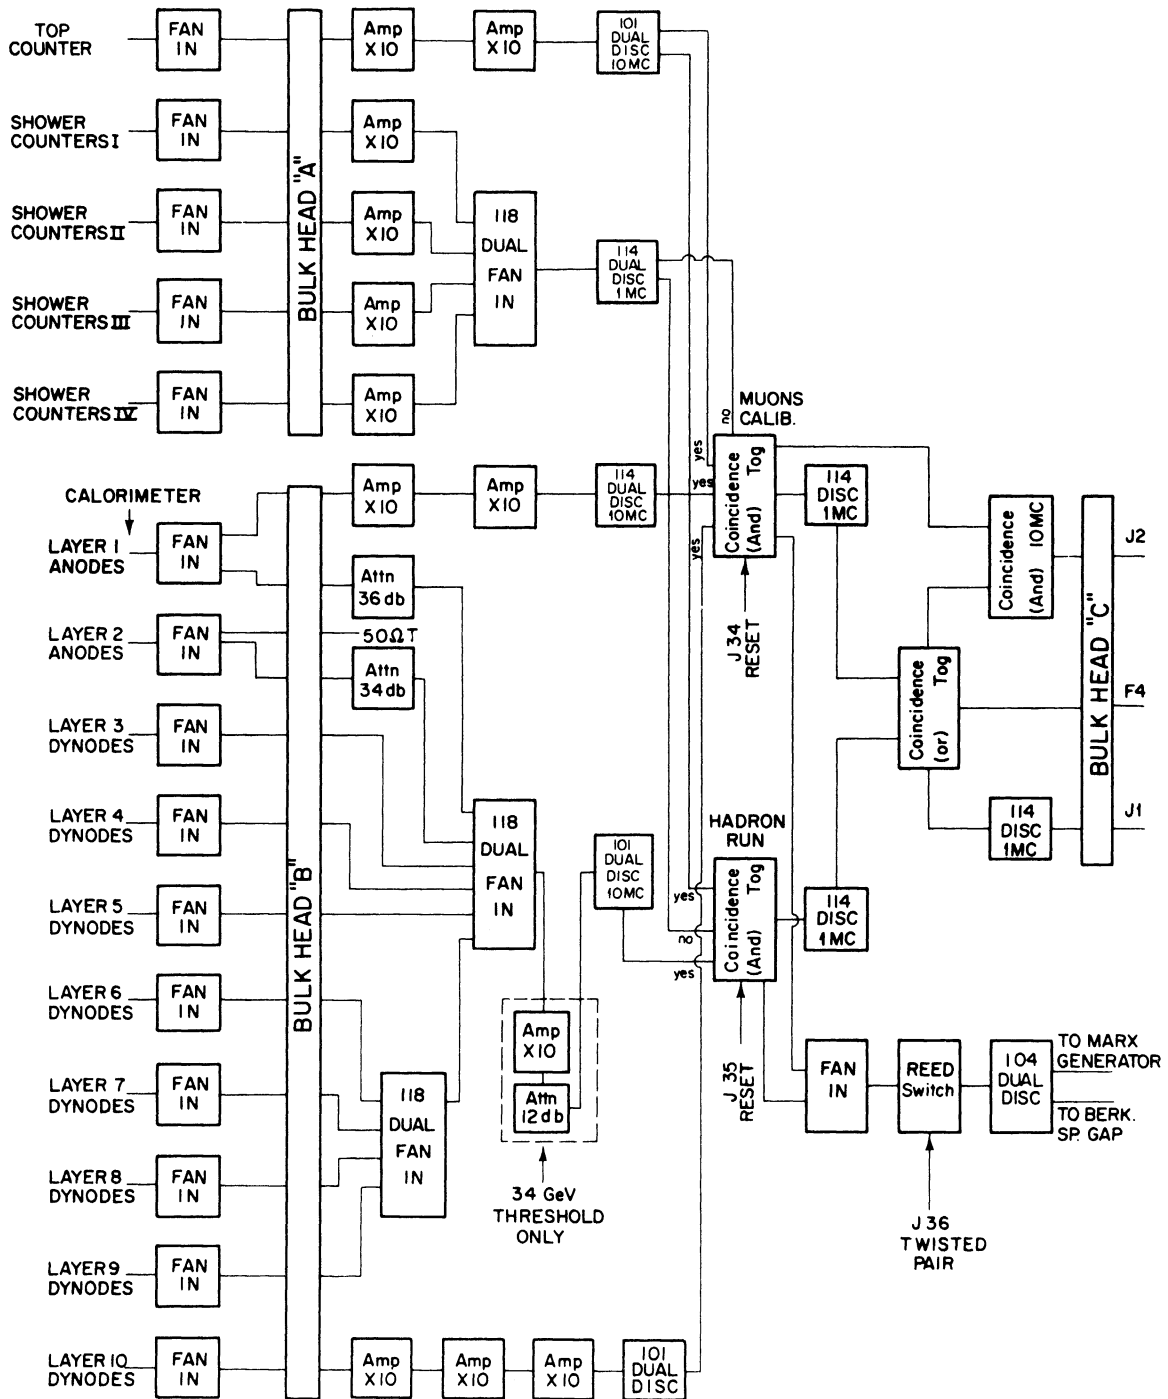 TOP
COUNTER
FAN
IN
Amp
X10
Amp
X10
101
DUAL
DISC
10MC
SHOWER
COUNTERS I
FAN
IN
Amp
X10
SHOWER
COUNTERS II
FAN
IN
Amp
X10
SHOWER
COUNTERS III
FAN
IN
Amp
X10
SHOWER
COUNTERS IV
FAN
IN
Amp
X10
BULK HEAD "A"
118
DUAL
FAN
IN
114
DUAL
DISC
1MC
CALORIMETER
LAYER 1
ANODES
FAN
IN
Amp
X10
Amp
X10
114
DUAL
DISC
10MC
Attn
36db
LAYER 2
ANODES
FAN
IN
50ΩT
Attn
34db
LAYER 3
DYNODES
FAN
IN
LAYER 4
DYNODES
FAN
IN
LAYER 5
DYNODES
FAN
IN
LAYER 6
DYNODES
FAN
IN
LAYER 7
DYNODES
FAN
IN
LAYER 8
DYNODES
FAN
IN
LAYER 9
DYNODES
FAN
IN
LAYER 10
DYNODES
FAN
IN
BULK HEAD "B"
Amp
X10
Amp
X10
Amp
X10
101
DUAL
DISC
118
DUAL
FAN
IN
118
DUAL
FAN
IN
Amp
X10
Attn
12db
34 GeV
THRESHOLD
ONLY
101
DUAL
DISC
10MC
MUONS
CALIB.
no
yes
yes
yes
Coincidence Tog
(And)
J34
RESET
114
DISC
1MC
HADRON
RUN
yes
no
yes
Coincidence Tog
(And)
J35
RESET
114
DISC
1MC
Coincidence Tog
(or)
Coincidence 10MC
(And)
114
DISC
1MC
BULK HEAD "C"
J2
F4
J1
FAN
IN
REED
Switch
104
DUAL
DISC
TO MARX
GENERATOR
TO BERK.
SP. GAP
J36
TWISTED
PAIR